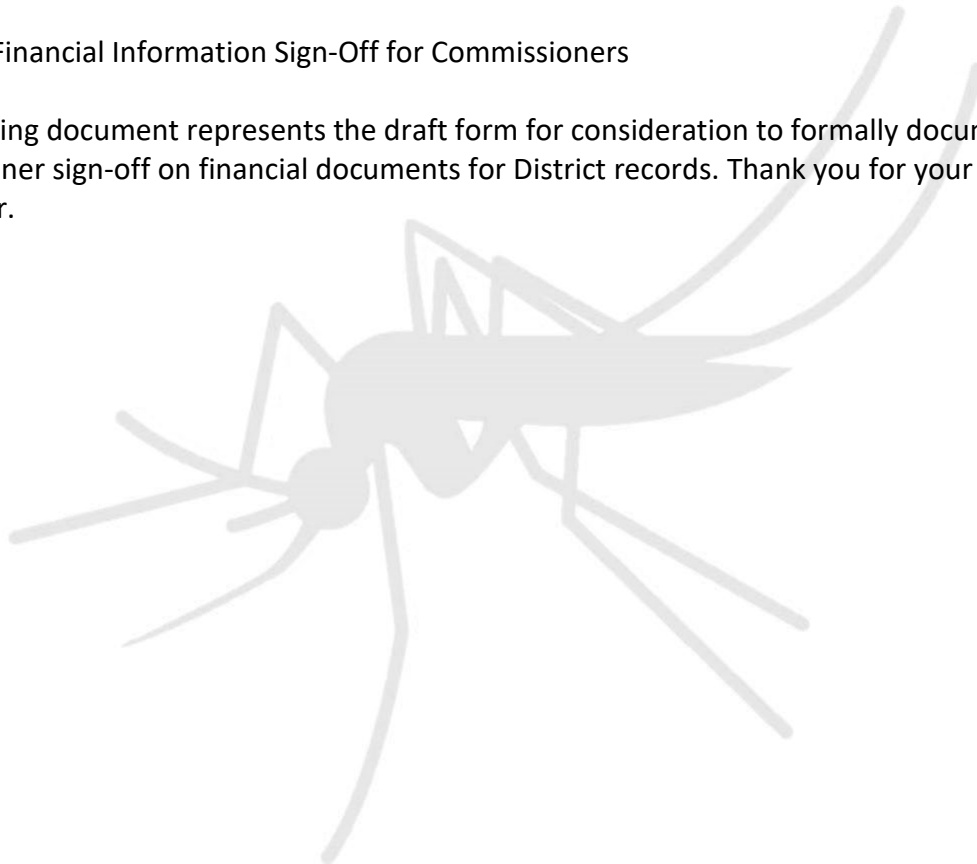 Financial Information Sign-Off for Commissioners
ing document represents the draft form for consideration to formally docu
ner sign-off on financial documents for District records. Thank you for your
r.